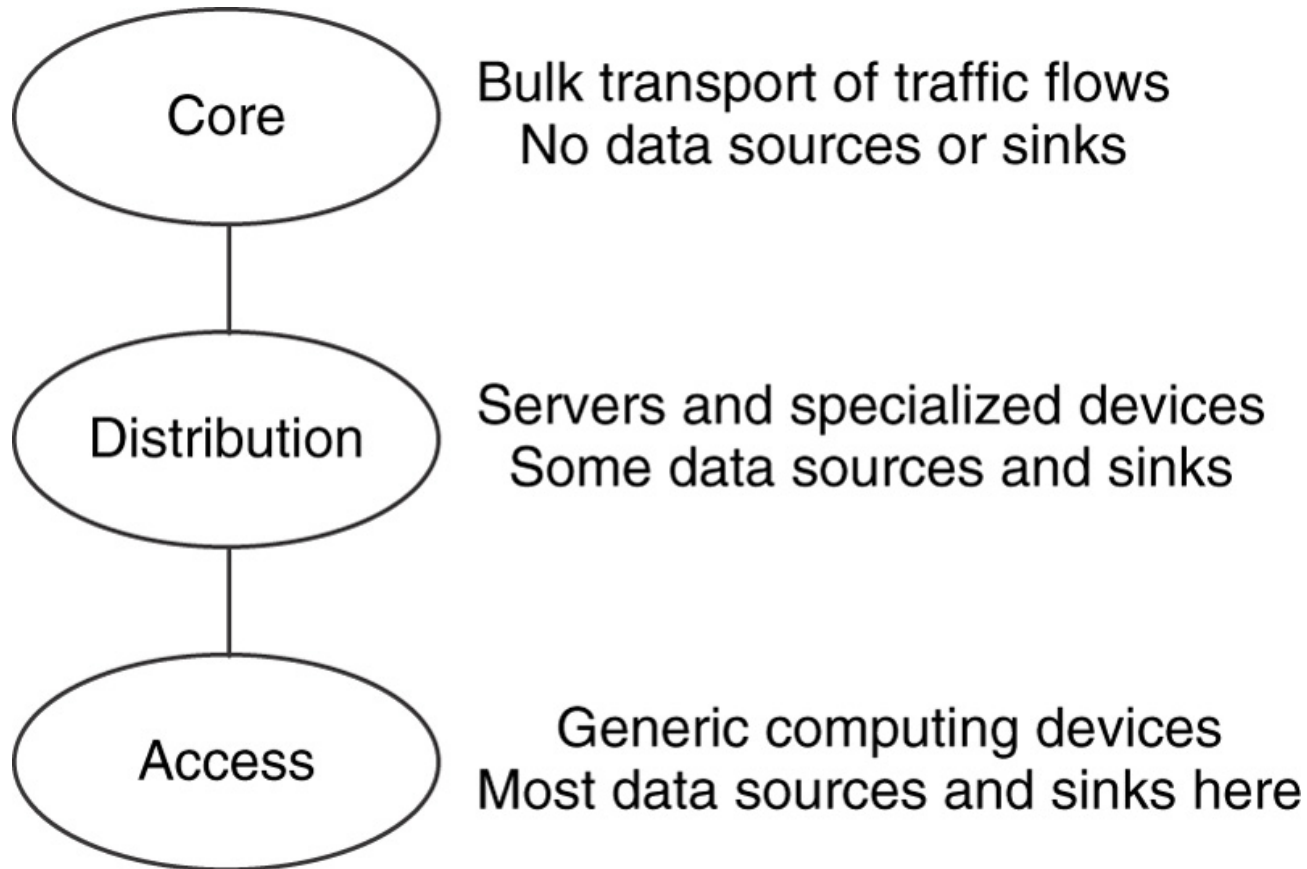 Core
Bulk transport of traffic flows
No data sources or sinks
Distribution
Servers and specialized devices
Some data sources and sinks
Access
Generic computing devices
Most data sources and sinks here